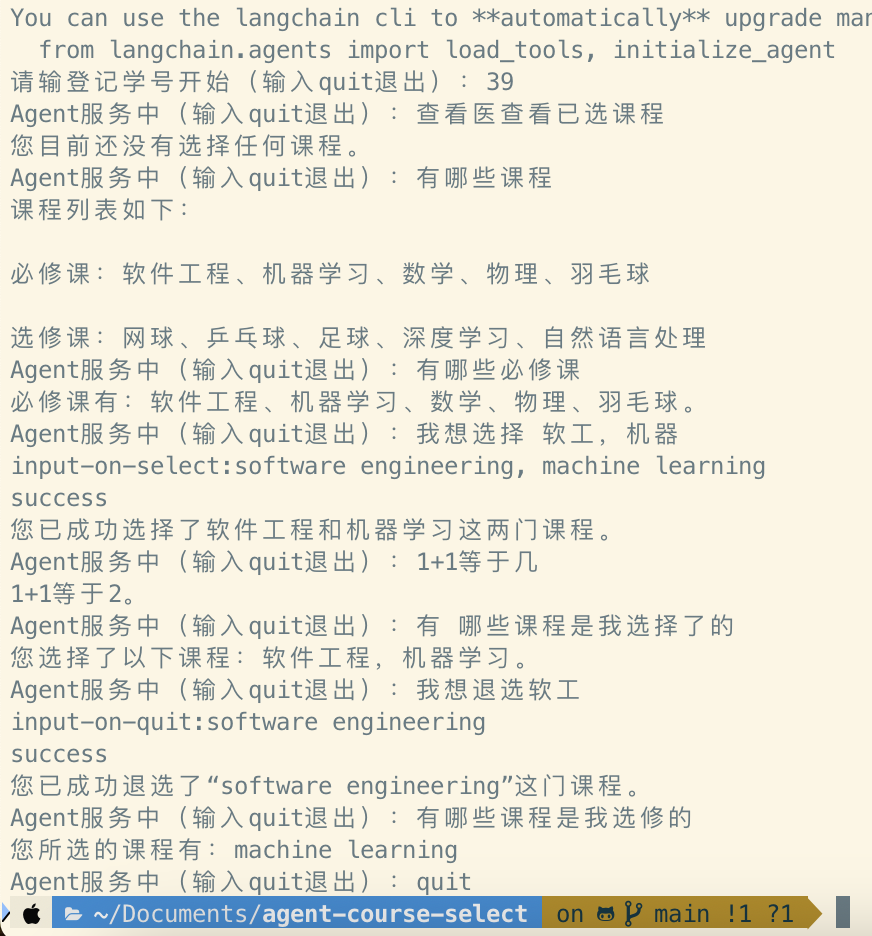 You can use the langchain cli to **automatically** upgrade man
from langchain.agents import load_tools, initialize_agent
请输登记学号开始（输入quit退出）：39
Agent服务中（输入quit退出）：查看医查看已选课程
您目前还没有选择任何课程。
Agent服务中（输入quit退出）：有哪些课程
课程列表如下：
必修课：软件工程、机器学习、数学、物理、羽毛球
选修课：网球、乒乓球、足球、深度学习、自然语言处理
Agent服务中（输入quit退出）：有哪些必修课
必修课有：软件工程、机器学习、数学、物理、羽毛球。
Agent服务中（输入quit退出）：我想选择 软工，机器
input-on-select:software engineering, machine learning
success
您已成功选择了软件工程和机器学习这两门课程。
Agent服务中（输入quit退出）：1+1等于几
1+1等于2。
Agent服务中（输入quit退出）：有 哪些课程是我选择了的
您选择了以下课程：软件工程，机器学习。
Agent服务中（输入quit退出）：我想退选软工
input-on-quit:software engineering
success
您已成功退选了“software engineering”这门课程。
Agent服务中（输入quit退出）：有哪些课程是我选修的
您所选的课程有：machine learning
Agent服务中（输入quit退出）：quit
~/Documents/agent-course-select on main !1 ?1